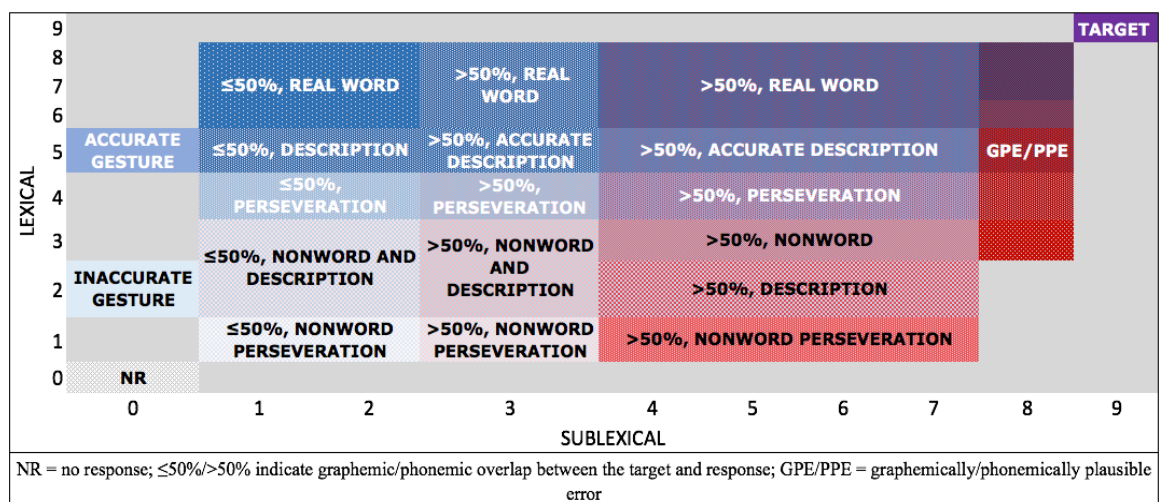 9 TARGET
8
≤50%, REAL WORD >50%, REAL WORD >50%, REAL WORD
7
6
5 ACCURATE GESTURE ≤50%, DESCRIPTION >50%, ACCURATE DESCRIPTION >50%, ACCURATE DESCRIPTION GPE/PPE
LEXICAL
4 ≤50%, PERSEVERATION >50%, PERSEVERATION >50%, PERSEVERATION
3 ≤50%, NONWORD AND DESCRIPTION >50%, NONWORD AND DESCRIPTION >50%, NONWORD
2 INACCURATE GESTURE >50%, DESCRIPTION
1 ≤50%, NONWORD PERSEVERATION >50%, NONWORD PERSEVERATION >50%, NONWORD PERSEVERATION
0 NR
0 1 2 3 4 5 6 7 8 9
SUBLEXICAL
NR = no response; ≤50%/>50% indicate graphemic/phonemic overlap between the target and response; GPE/PPE = graphemically/phonemically plausible
error